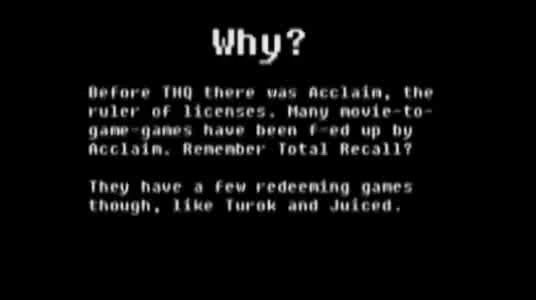 Why?
Before THQ there was Acclaim, the
ruler of licenses. Many movie-to-
game-games have been f-ed up by
Acclaim. Remember Total Recall?
They have a few redeeming games
though, like Turok and Juiced.